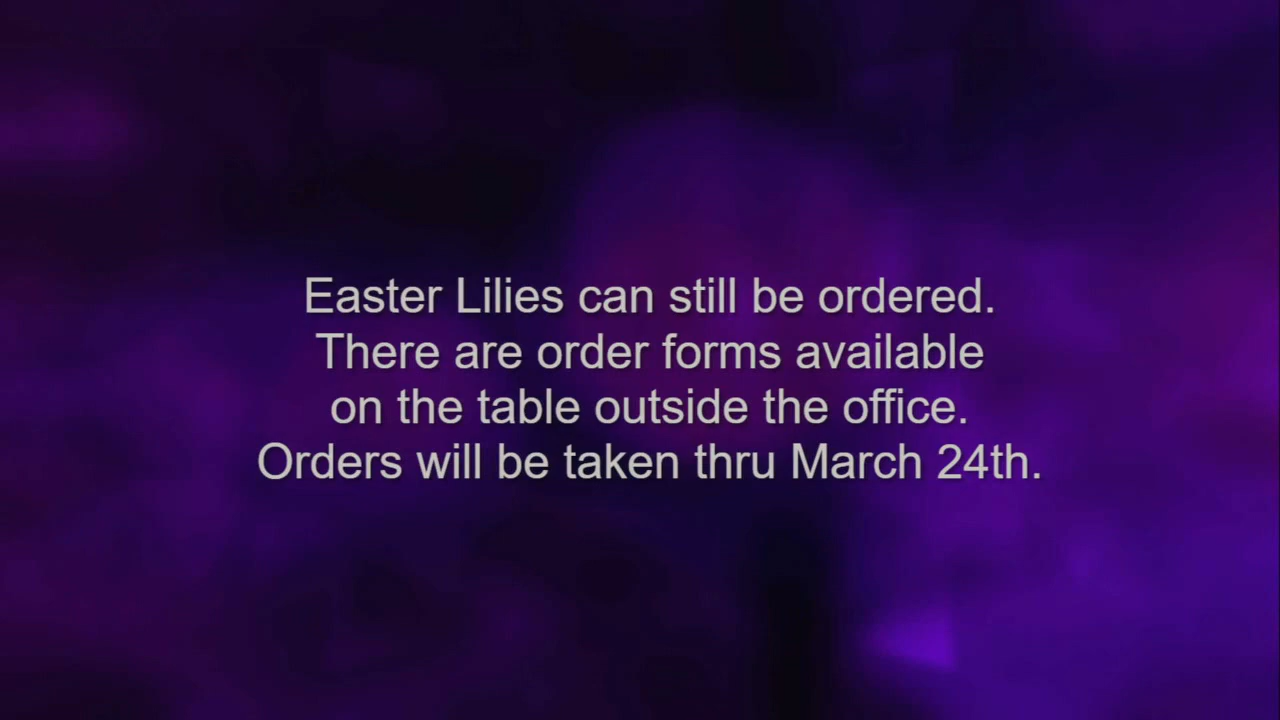 Easter Lilies can still be ordered.
There are order forms available
on the table outside the office.
Orders will be taken thru March 24th.